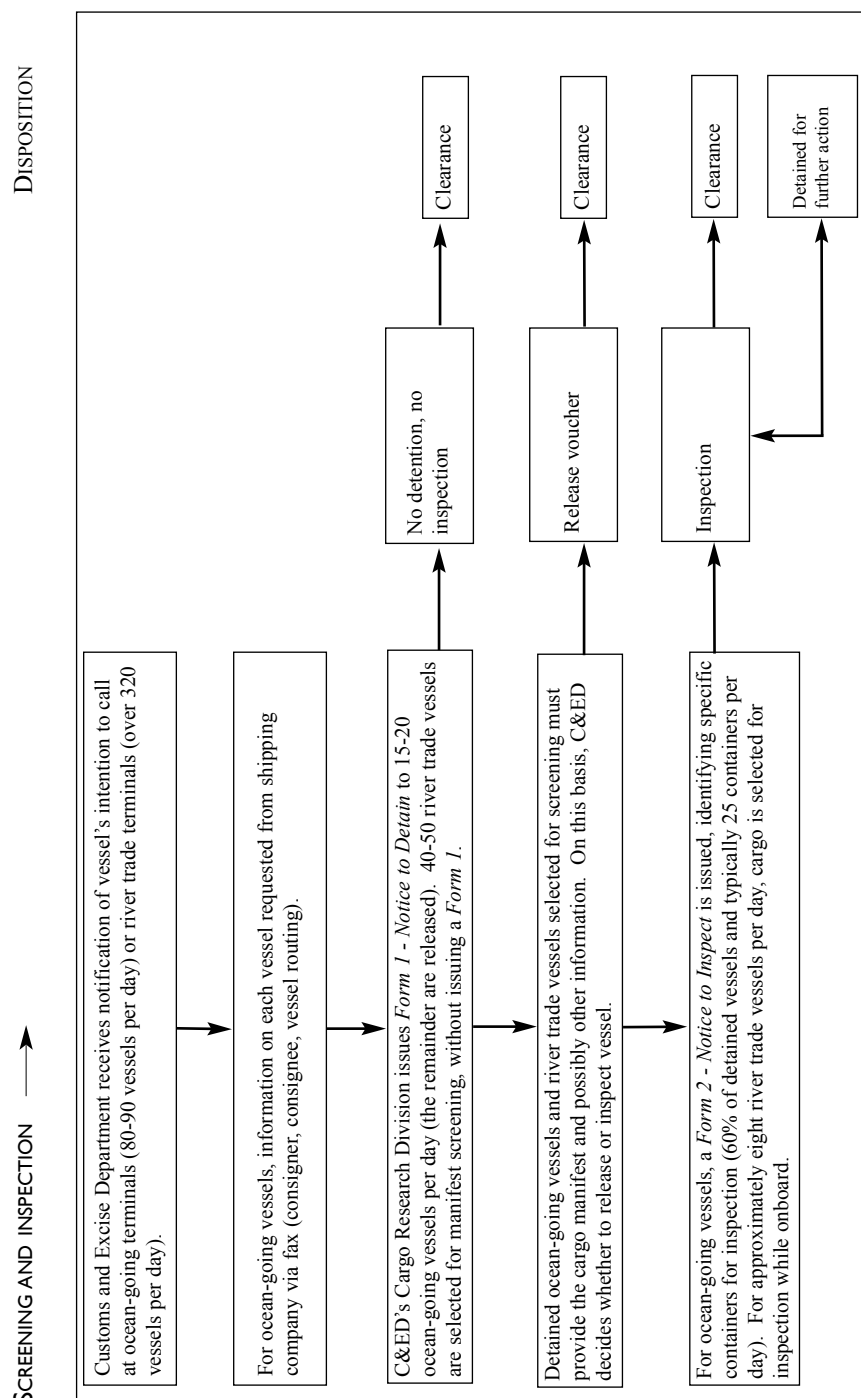 SCREENING AND INSPECTION
DISPOSITION
Customs and Excise Department receives notification of vessel’s intention to call
at ocean-going terminals (80-90 vessels per day) or river trade terminals (over 320
vessels per day).
For ocean-going vessels, information on each vessel requested from shipping
company via fax (consigner, consignee, vessel routing).
C&ED’s Cargo Research Division issues Form 1 - Notice to Detain to 15-20
ocean-going vessels per day (the remainder are released).  40-50 river trade vessels
are selected for manifest screening, without issuing a Form 1.
No detention, no
inspection
Clearance
Detained ocean-going vessels and river trade vessels selected for screening must
provide the cargo manifest and possibly other information.  On this basis, C&ED
decides whether to release or inspect vessel.
Release voucher
Clearance
For ocean-going vessels, a Form 2 - Notice to Inspect is issued, identifying specific
containers for inspection (60% of detained vessels and typically 25 containers per
day).  For approximately eight river trade vessels per day, cargo is selected for
inspection while onboard.
Inspection
Clearance
Detained for
further action